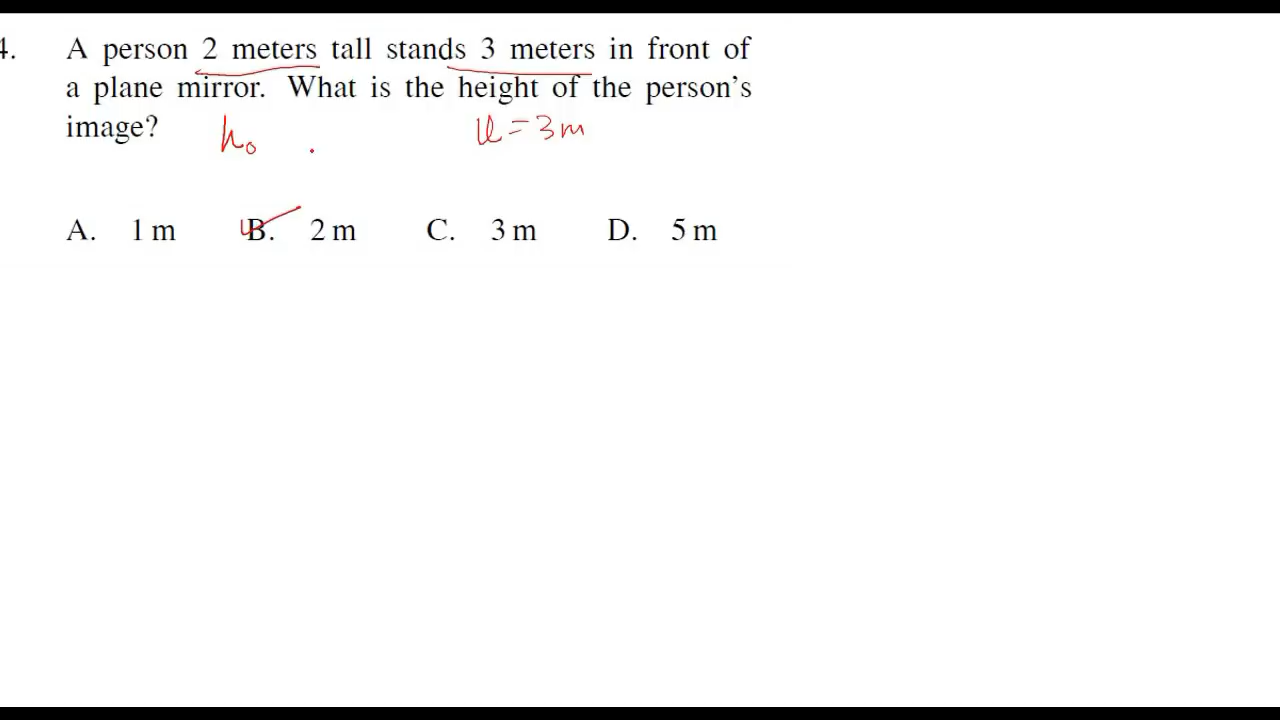 4. A person 2 meters tall stands 3 meters in front of
a plane mirror. What is the height of the person's
image?
h₀ . u = 3m
A. 1 m B. 2 m C. 3 m D. 5 m